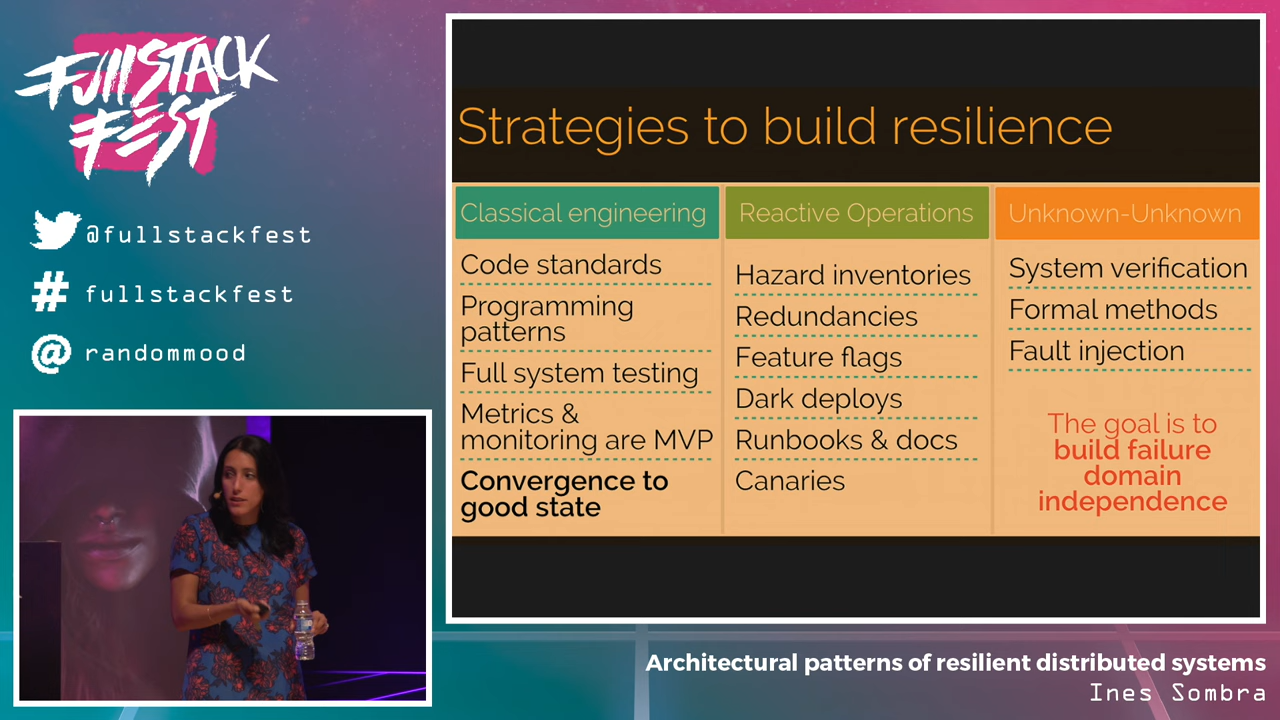 FullSTACK
FEST
@fullstackfest
# fullstackfest
@ randommood
Strategies to build resilience
Classical engineering
Code standards
Programming
patterns
Full system testing
Metrics &
monitoring are MVP
Convergence to
good state
Reactive Operations
Hazard inventories
Redundancies
Feature flags
Dark deploys
Runbooks & docs
Canaries
Unknown-Unknown
System verification
Formal methods
Fault injection
The goal is to
build failure
domain
independence
Architectural patterns of resilient distributed systems
Ines Sombra